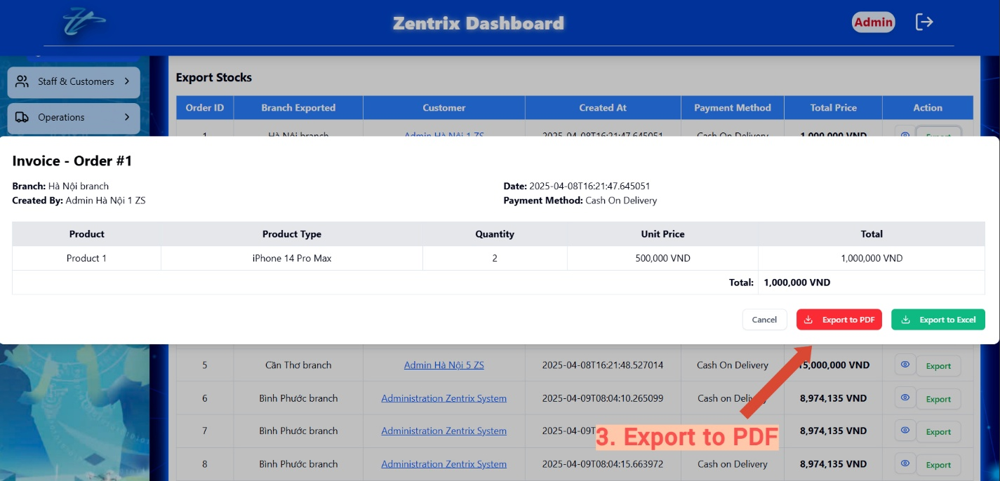 Zentrix Dashboard
Admin
Staff & Customers
Operations
Export Stocks
Order ID Branch Exported Customer Created At Payment Method Total Price Action
1 Hà Nội branch Admin Hà Nội 1 ZS 2025-04-08T16:21:47.645051 Cash On Delivery 1,000,000 VND Export
Invoice - Order #1
Branch: Hà Nội branch Date: 2025-04-08T16:21:47.645051
Created By: Admin Hà Nội 1 ZS Payment Method: Cash On Delivery
Product Product Type Quantity Unit Price Total
Product 1 iPhone 14 Pro Max 2 500,000 VND 1,000,000 VND
Total: 1,000,000 VND
Cancel Export to PDF Export to Excel
5 Cần Thơ branch Admin Hà Nội 5 ZS 2025-04-08T16:21:48.527014 Cash On Delivery 15,000,000 VND Export
6 Bình Phước branch Administration Zentrix System 2025-04-09T08:04:10.265099 Cash on Delivery 8,974,135 VND Export
7 Bình Phước branch Administration Zentrix System 8,974,135 VND Export
3. Export to PDF
8 Bình Phước branch Administration Zentrix System 2025-04-09T08:04:15.663972 Cash on Delivery 8,974,135 VND Export